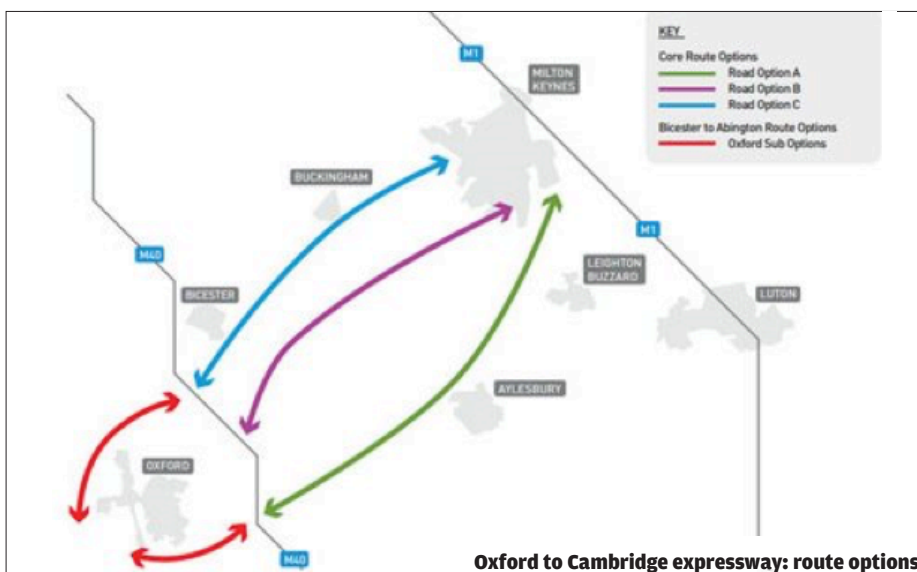 M1
MILTON
KEYNES
BUCKINGHAM
M40
BICESTER
M1
LEIGHTON
BUZZARD
LUTON
AYLESBURY
OXFORD
M40
KEY
Core Route Options
Road Option A
Road Option B
Road Option C
Bicester to Abington Route Options
Oxford Sub Options
Oxford to Cambridge expressway: route options